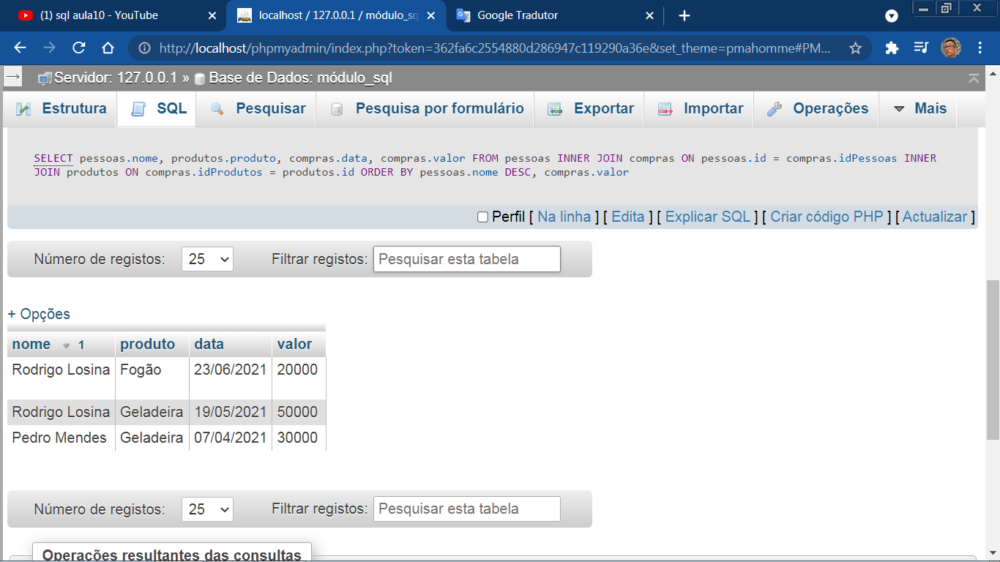 (1) sql aula10 - YouTube
localhost / 127.0.0.1 / módulo_sq
Google Tradutor
http://localhost/phpmyadmin/index.php?token=362fa6c2554880d286947c119290a36e&set_theme=pmahomme#PM...
Servidor: 127.0.0.1 » Base de Dados: módulo_sql
Estrutura SQL Pesquisar Pesquisa por formulário Exportar Importar Operações Mais
SELECT pessoas.nome, produtos.produto, compras.data, compras.valor FROM pessoas INNER JOIN compras ON pessoas.id = compras.idPessoas INNER
JOIN produtos ON compras.idProdutos = produtos.id ORDER BY pessoas.nome DESC, compras.valor
Perfil [ Na linha ] [ Edita ] [ Explicar SQL ] [ Criar código PHP ] [ Actualizar ]
Número de registos: 25 Filtrar registos: Pesquisar esta tabela
+ Opções
nome 1 produto data valor
Rodrigo Losina Fogão 23/06/2021 20000
Rodrigo Losina Geladeira 19/05/2021 50000
Pedro Mendes Geladeira 07/04/2021 30000
Número de registos: 25 Filtrar registos: Pesquisar esta tabela
Operações resultantes das consultas